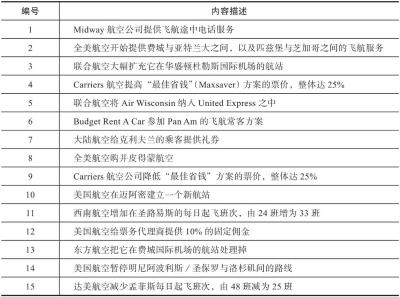 编号 内容描述
1 Midway 航空公司提供飞航途中电话服务
2 全美航空开始提供费城与亚特兰大之间，以及匹兹堡与芝加哥之间的飞航服务
3 联合航空大幅扩充它在华盛顿杜勒斯国际机场的航站
4 Carriers 航空提高“最佳省钱”（Maxsaver）方案的票价，整体达 25%
5 联合航空将 Air Wisconsin 纳入 United Express 之中
6 Budget Rent A Car 参加 Pan Am 的飞航常客方案
7 大陆航空给克利夫兰的乘客提供礼券
8 全美航空购并皮得蒙航空
9 Carriers 航空公司降低“最佳省钱”方案的票价，整体达 25%
10 美国航空在迈阿密建立一个新航站
11 西南航空增加在圣路易斯的每日起飞班次，由 24 班增为 33 班
12 美国航空给票务代理商提供 10% 的固定佣金
13 东方航空把它在费城国际机场的航站处理掉
14 美国航空暂停明尼阿波利斯／圣保罗与洛杉矶间的路线
15 达美航空减少孟菲斯每日起飞班次，由 48 班减为 25 班